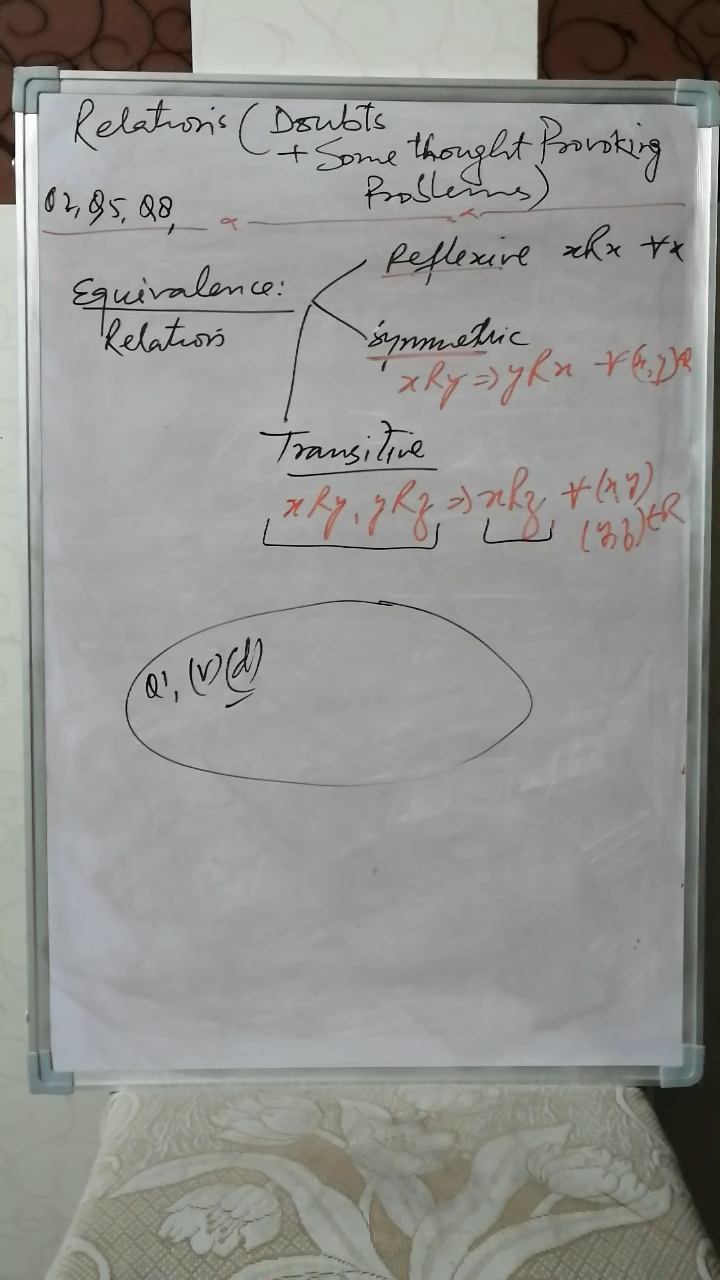 Relations (Doubts
+ Some thought Provoking
Problems)
Q2, Q5, Q8,
Equivalence:
Relation
Reflexive xRx ∀x
Symmetric
xRy => yRx ∀(x,y)∈R
Transitive
xRy, yRz => xRz, ∀(x,y)
(y,z)∈R
Q1, (v)(d)